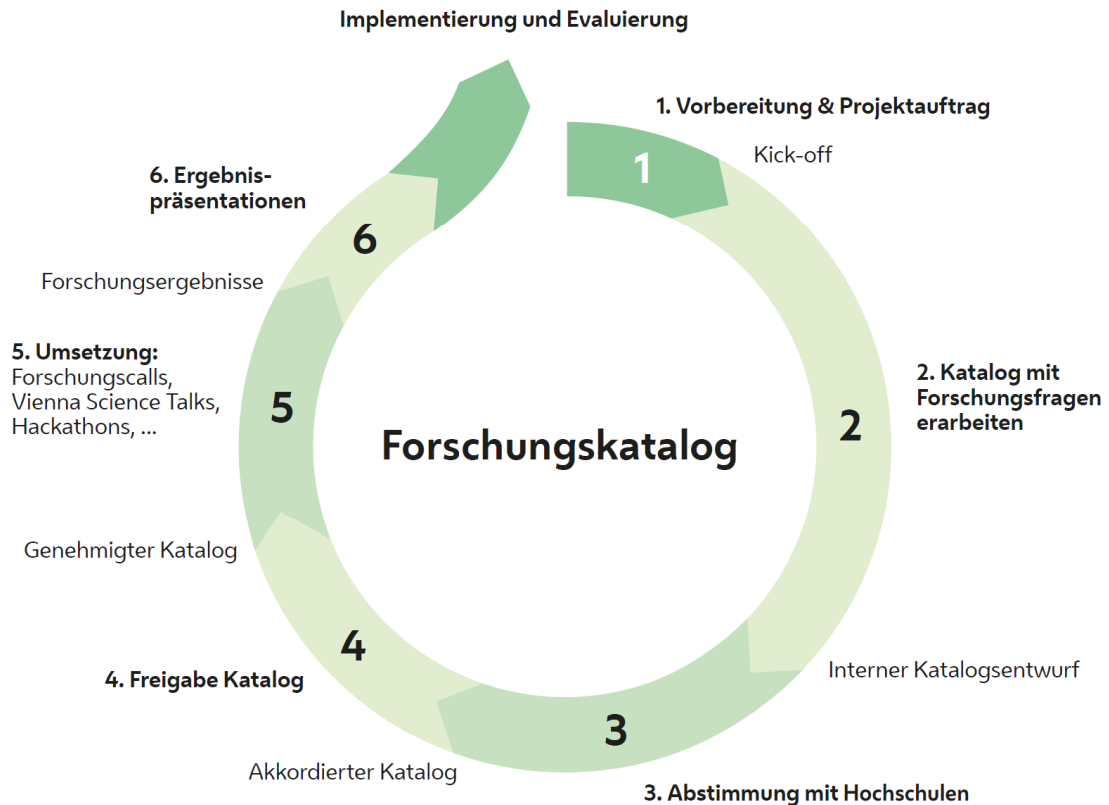 Implementierung und Evaluierung
1. Vorbereitung & Projektauftrag
1
Kick-off
2. Katalog mit
Forschungsfragen
erarbeiten
2
Interner Katalogsentwurf
3
3. Abstimmung mit Hochschulen
Akkordierter Katalog
4
4. Freigabe Katalog
Genehmigter Katalog
5. Umsetzung:
Forschungscalls,
Vienna Science Talks,
Hackathons, ...
5
Forschungsergebnisse
6. Ergebnis-
präsentationen
6
Forschungskatalog